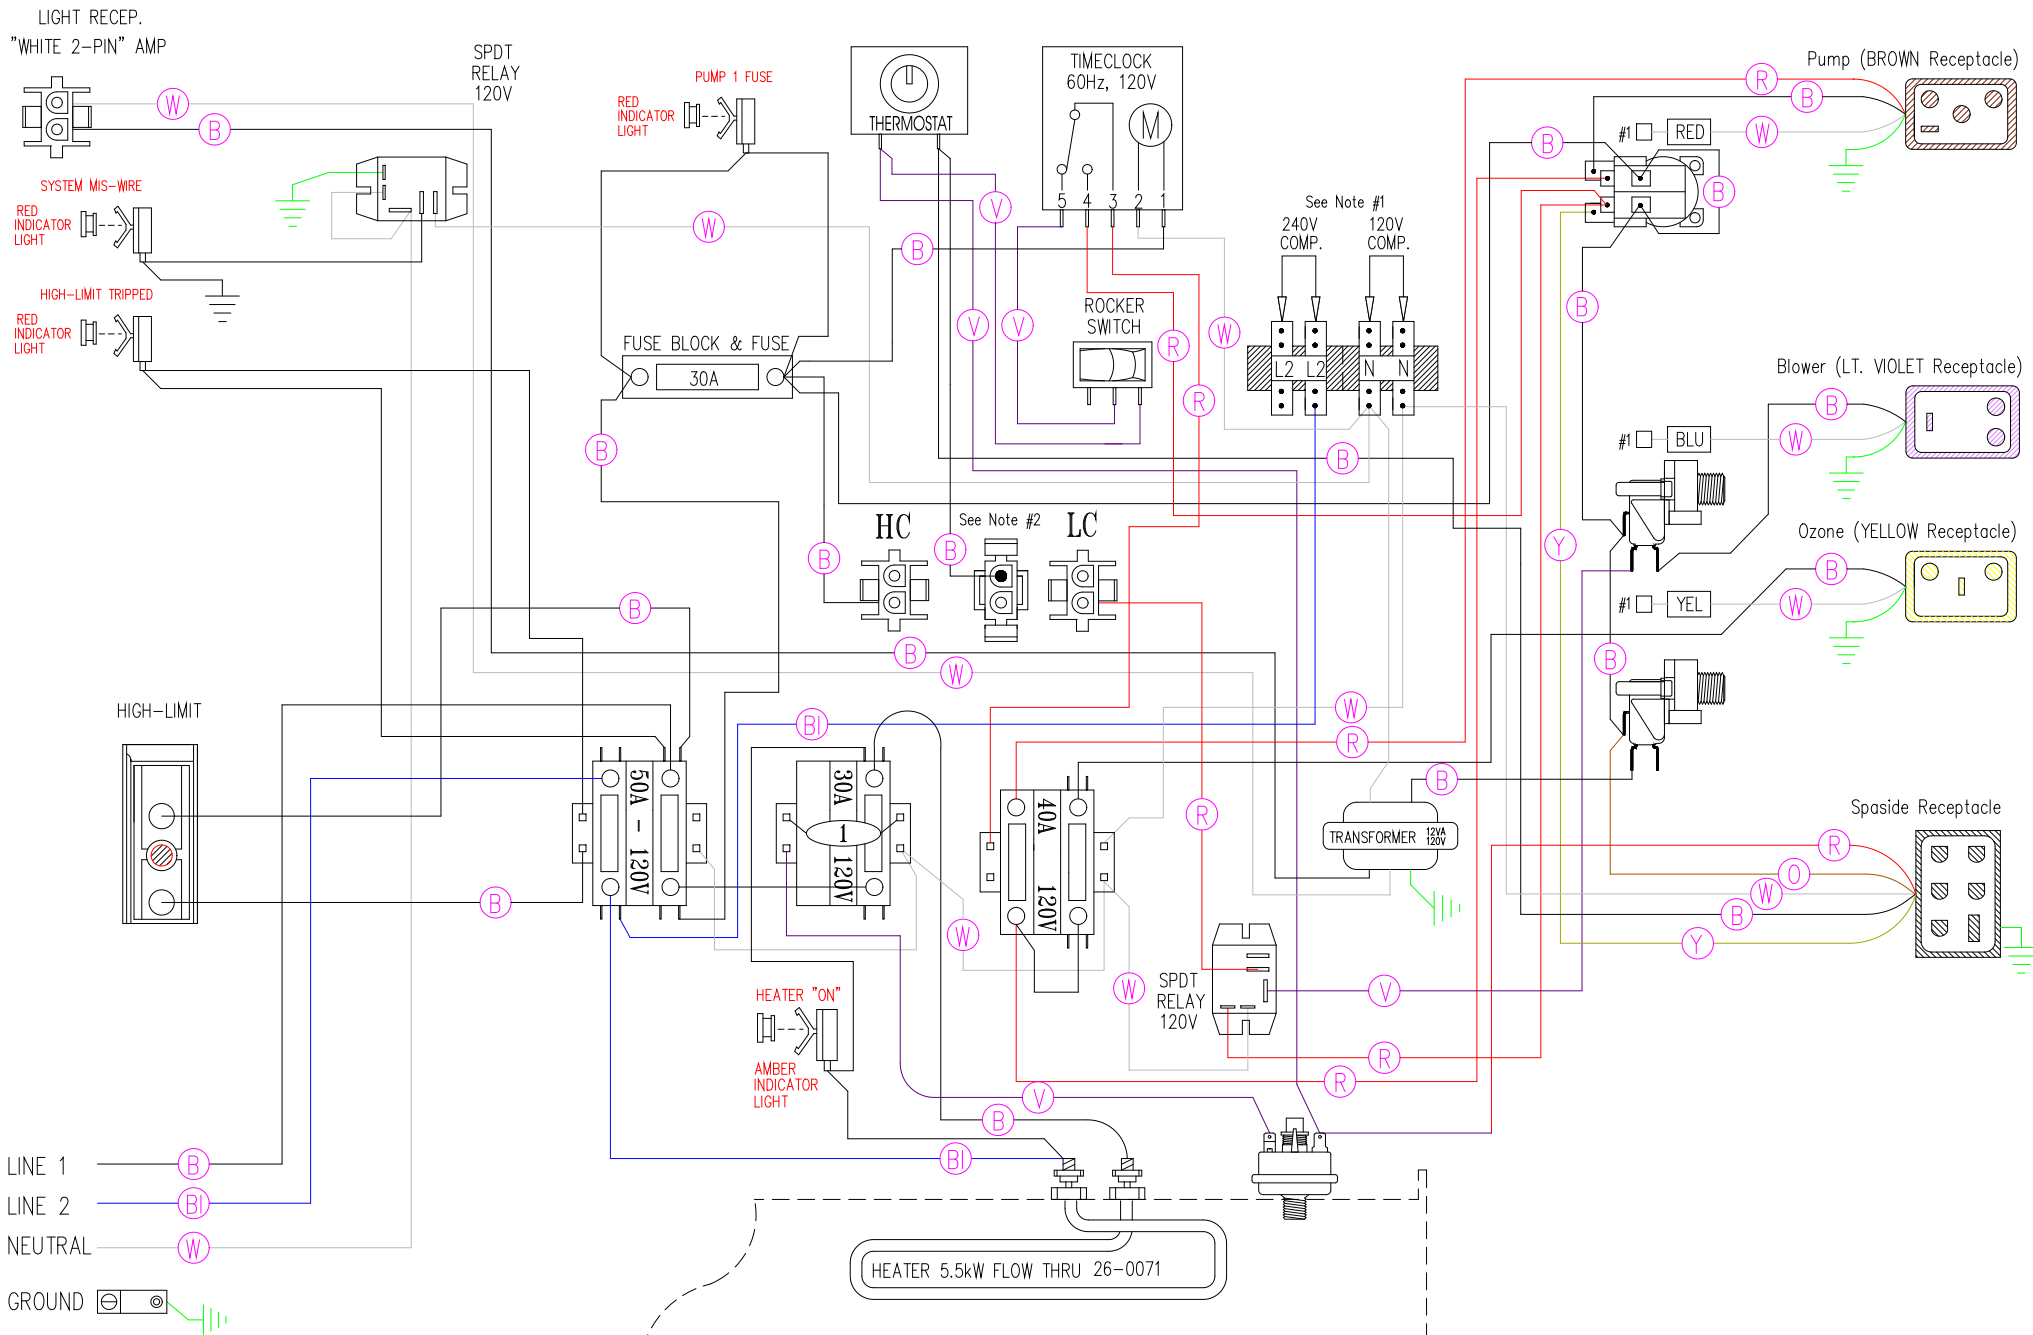 LIGHT RECEP.
"WHITE 2-PIN" AMP
W
B
SPDT
RELAY
120V
SYSTEM MIS-WIRE
RED
INDICATOR
LIGHT
HIGH-LIMIT TRIPPED
RED
INDICATOR
LIGHT
PUMP 1 FUSE
RED
INDICATOR
LIGHT
W
FUSE BLOCK & FUSE
30A
B
THERMOSTAT
V
B
V
V
TIMECLOCK
60Hz, 120V
M
5 4 3 2 1
ROCKER
SWITCH
R
W
R
See Note #1
240V
COMP.
120V
COMP.
L2 L2 N N
B
Pump (BROWN Receptacle)
R
B
#1 RED W
B
B
B
Blower (LT. VIOLET Receptacle)
B
#1 BLU W
Ozone (YELLOW Receptacle)
B
#1 YEL W
Y
B
HC
See Note #2
LC
B
B
B
B
W
HIGH-LIMIT
B
BI
50A - 120V
30A 120V
1
40A 120V
W
R
R
B
TRANSFORMER 12VA
120V
Spaside Receptacle
R
O
W
B
Y
W
W
SPDT
RELAY
120V
V
R
R
HEATER "ON"
AMBER
INDICATOR
LIGHT
V
B
BI
LINE 1 B
LINE 2 BI
NEUTRAL W
GROUND
HEATER 5.5kW FLOW THRU 26-0071